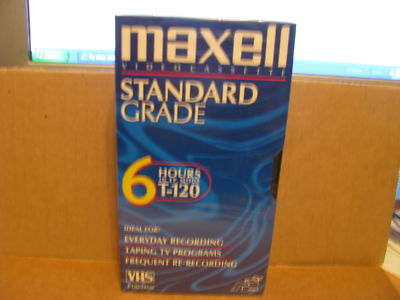 maxell
VIDEOCASSETTE
STANDARD
GRADE
6 HOURS
T-120
IDEAL FOR:
EVERYDAY RECORDING
TAPING TV PROGRAMS
FREQUENT RE-RECORDING
VHS